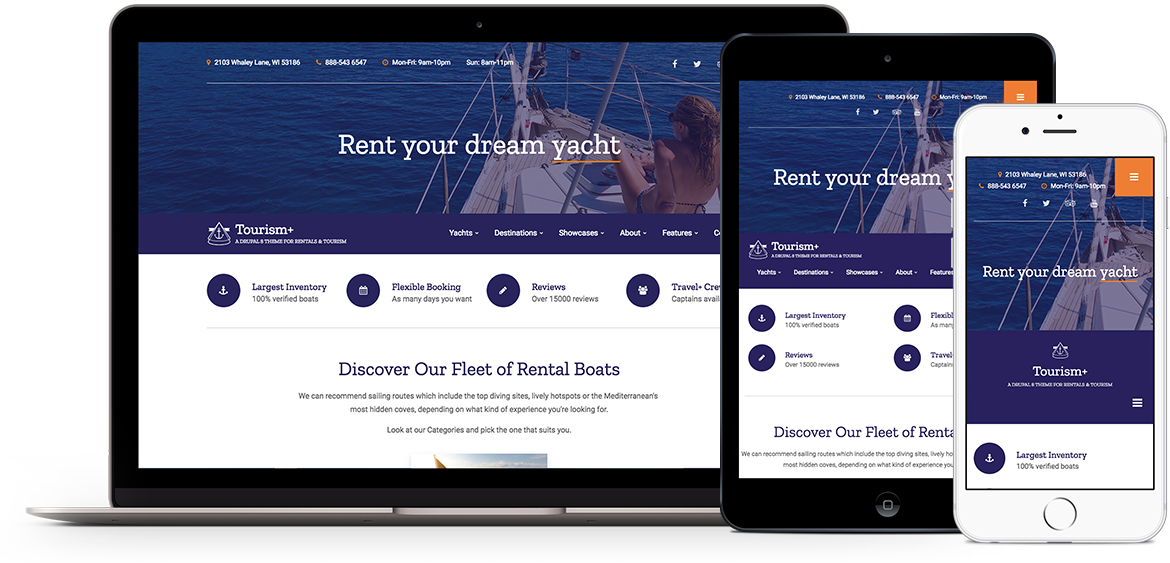 2103 Whaley Lane, WI 53186 888-543 6547 Mon-Fri: 9am-10pm Sun: 8am-11pm
Rent your dream yacht
Tourism+
A DRUPAL 8 THEME FOR RENTALS & TOURISM
Yachts Destinations Showcases About Features
Largest Inventory
100% verified boats
Flexible Booking
As many days you want
Reviews
Over 15000 reviews
Travel+ Crew
Captains
Discover Our Fleet of Rental Boats
We can recommend sailing routes which include the top diving sites, lively hotspots or the Mediterranean's
most hidden coves, depending on what kind of experience you're looking for.
Look at our Categories and pick the one that suits you.
2103 Whaley Lane, WI 53186 888-543 6547 Mon-Fri: 9am-10pm
Rent your dream
Tourism+
A DRUPAL 8 THEME FOR RENTALS & TOURISM
Yachts Destinations Showcases About Features
Largest Inventory
100% verified boats
As many
Reviews
Over 15000 reviews
Discover Our Fleet of
We can recommend sailing routes which include the top diving sites, lively
most hidden coves, depending on what kind of experience
2103 Whaley Lane, WI 53186
888-543 6547 Mon-Fri: 9am-10pm
Rent your dream yacht
Tourism+
A DRUPAL 8 THEME FOR RENTALS & TOURISM
Largest Inventory
100% verified boats